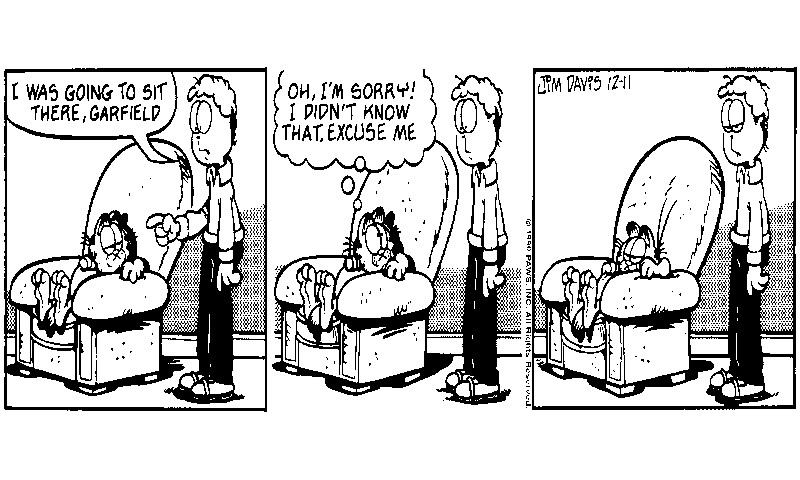 I WAS GOING TO SIT
THERE, GARFIELD
OH, I'M SORRY!
I DIDN'T KNOW
THAT, EXCUSE ME
© 1990 PAWS, INC. All Rights Reserved.
JIM DAVIS 12-11